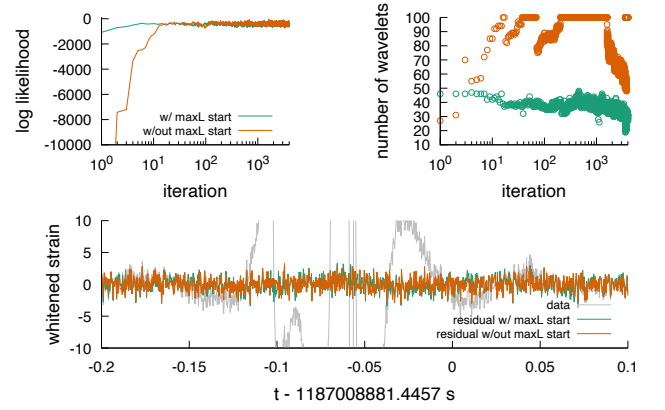 log likelihood
0
-2000
-4000
-6000
-8000
-10000
w/ maxL start
w/out maxL start
10^0 10^1 10^2 10^3
iteration
number of wavelets
100
90
80
70
60
50
40
30
20
10
10^0 10^1 10^2 10^3
iteration
whitened strain
10
5
0
-5
-10
data
residual w/ maxL start
residual w/out maxL start
-0.2 -0.15 -0.1 -0.05 0 0.05 0.1
t - 1187008881.4457 s